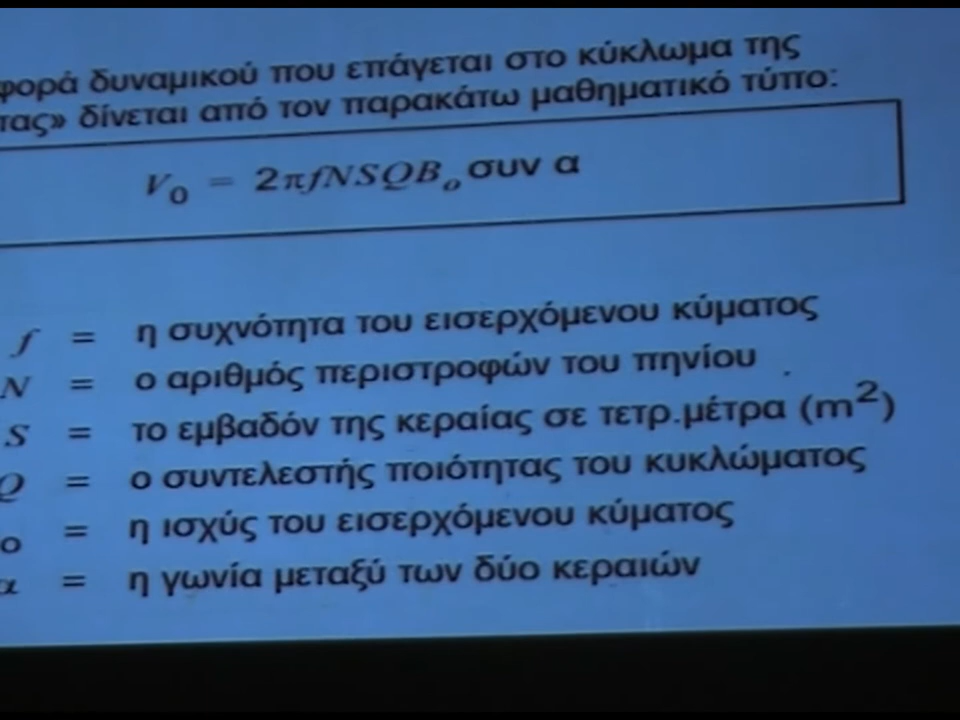 φορά δυναμικού που επάγεται στο κύκλωμα της
τας» δίνεται από τον παρακάτω μαθηματικό τύπο:
V₀ = 2πfNSQBₒ συν α
f = η συχνότητα του εισερχόμενου κύματος
N = ο αριθμός περιστροφών του πηνίου
S = το εμβαδόν της κεραίας σε τετρ.μέτρα (m²)
Q = ο συντελεστής ποιότητας του κυκλώματος
ₒ = η ισχύς του εισερχόμενου κύματος
α = η γωνία μεταξύ των δύο κεραιών